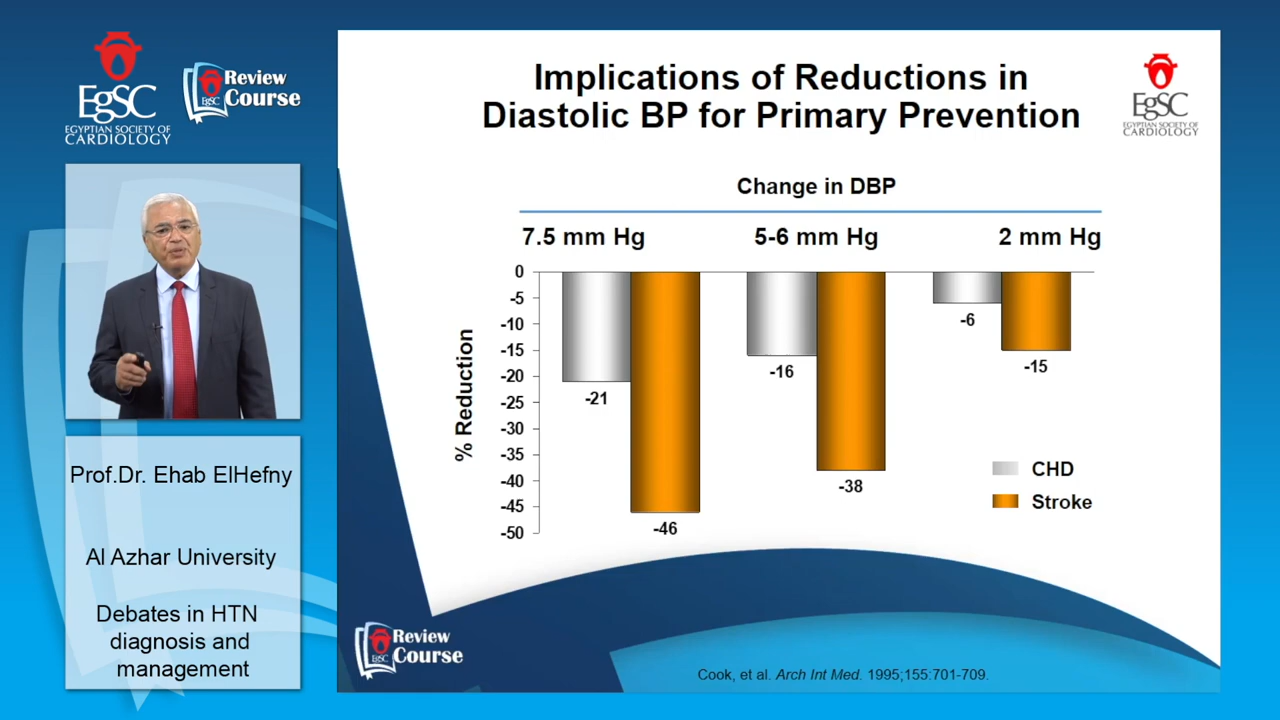 EgSC
EGYPTIAN SOCIETY OF
CARDIOLOGY
Review
Course
EgSC
Prof.Dr. Ehab ElHefny
Al Azhar University
Debates in HTN
diagnosis and
management
Implications of Reductions in
Diastolic BP for Primary Prevention
EgSC
EGYPTIAN SOCIETY OF
CARDIOLOGY
Change in DBP
7.5 mm Hg
5-6 mm Hg
2 mm Hg
% Reduction
0
-5
-10
-15
-20
-25
-30
-35
-40
-45
-50
-21
-46
-16
-38
-6
-15
CHD
Stroke
Review
Course
EgSC
Cook, et al. Arch Int Med. 1995;155:701-709.